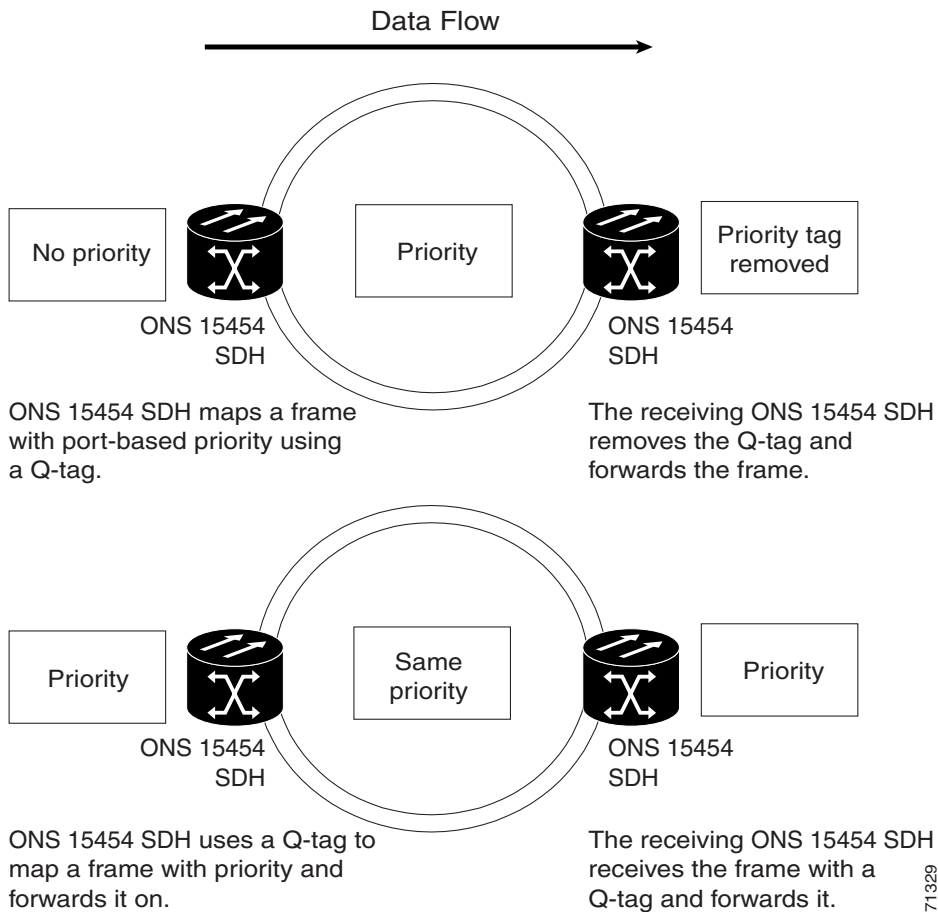 Data Flow
No priority
Priority
Priority tag
removed
ONS 15454
SDH
ONS 15454
SDH
ONS 15454 SDH maps a frame
with port-based priority using
a Q-tag.
The receiving ONS 15454 SDH
removes the Q-tag and
forwards the frame.
Priority
Same
priority
Priority
ONS 15454
SDH
ONS 15454
SDH
ONS 15454 SDH uses a Q-tag to
map a frame with priority and
forwards it on.
The receiving ONS 15454 SDH
receives the frame with a
Q-tag and forwards it.
71329